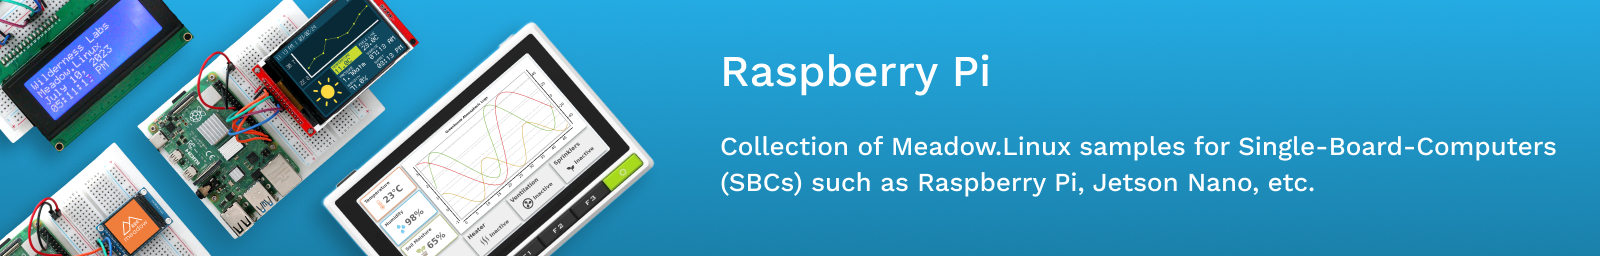 Wilderness Labs
Meadow.Linux
July 10, 2023
05:11:11 PM
Raspberry Pi
Collection of Meadow.Linux samples for Single-Board-Computers
(SBCs) such as Raspberry Pi, Jetson Nano, etc.
Temperature
23°C
Humidity
98%
Soil Moisture
65%
Heater
Inactive
Ventilation
Inactive
Sprinklers
Inactive
F2
F3
HDMI
meadow